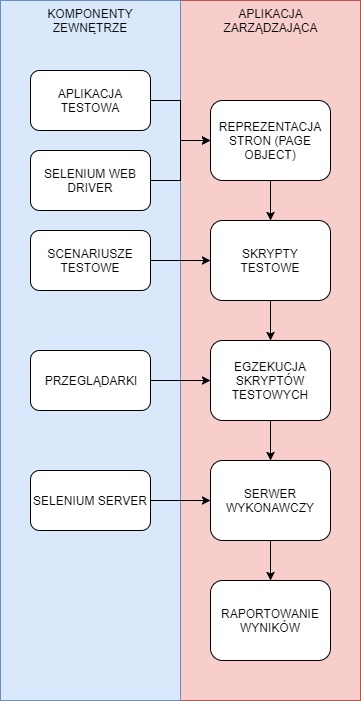 KOMPONENTY
ZEWNĘTRZE
APLIKACJA
ZARZĄDZAJĄCA
APLIKACJA
TESTOWA
REPREZENTACJA
STRON (PAGE
OBJECT)
SELENIUM WEB
DRIVER
SCENARIUSZE
TESTOWE
SKRYPTY
TESTOWE
PRZEGLĄDARKI
EGZEKUCJA
SKRYPTÓW
TESTOWYCH
SELENIUM SERVER
SERWER
WYKONAWCZY
RAPORTOWANIE
WYNIKÓW